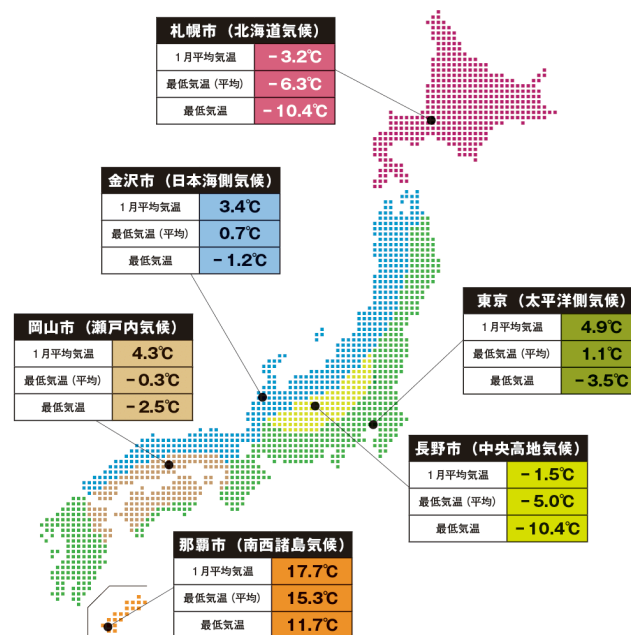 札幌市（北海道気候）
1月平均気温 －3.2℃
最低気温（平均） －6.3℃
最低気温 －10.4℃
金沢市（日本海側気候）
1月平均気温 3.4℃
最低気温（平均） 0.7℃
最低気温 －1.2℃
東京（太平洋側気候）
1月平均気温 4.9℃
最低気温（平均） 1.1℃
最低気温 －3.5℃
岡山市（瀬戸内気候）
1月平均気温 4.3℃
最低気温（平均） －0.3℃
最低気温 －2.5℃
長野市（中央高地気候）
1月平均気温 －1.5℃
最低気温（平均） －5.0℃
最低気温 －10.4℃
那覇市（南西諸島気候）
1月平均気温 17.7℃
最低気温（平均） 15.3℃
最低気温 11.7℃